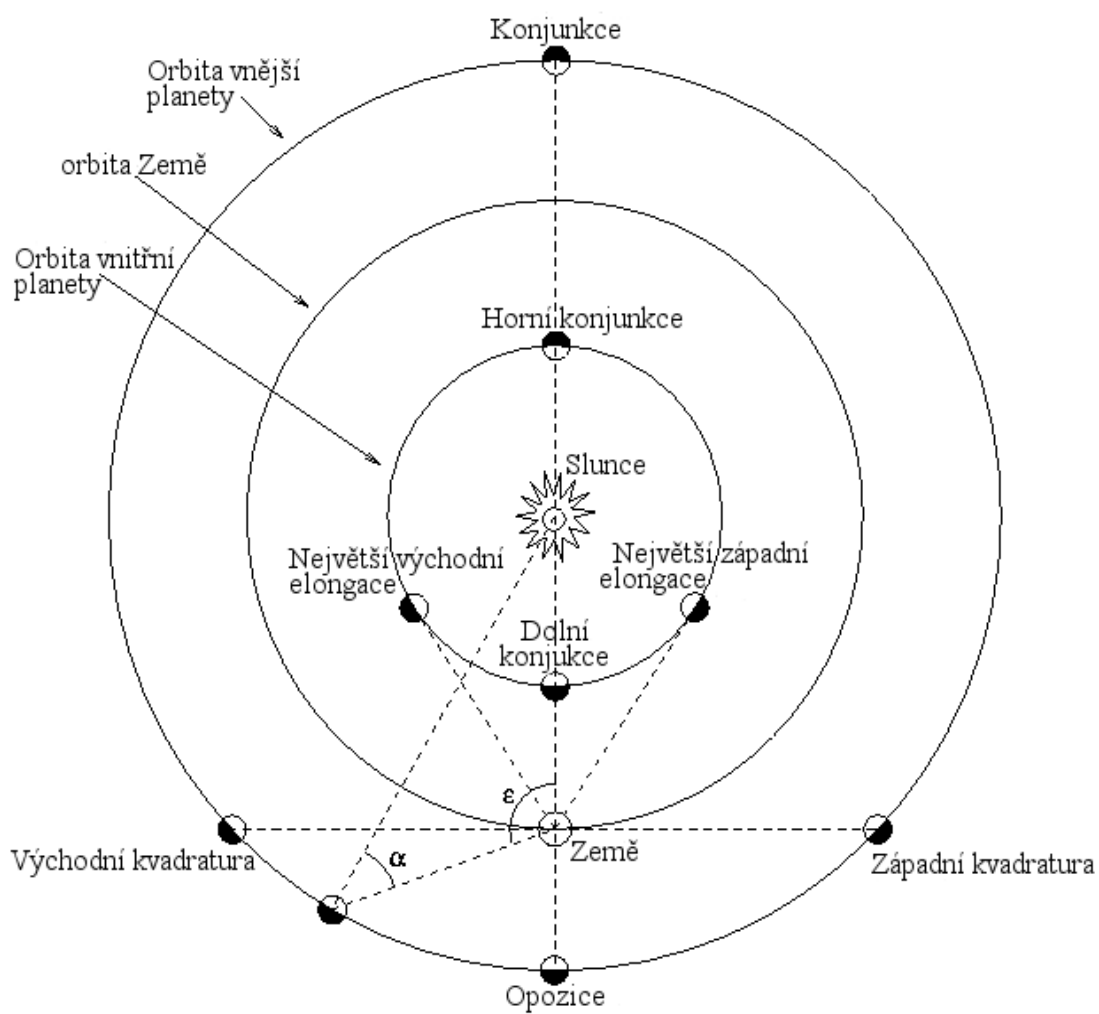 Konjunkce
Orbita vnější
planety
orbita Země
Orbita vnitřní
planety
Horní konjunkce
Slunce
Největší východní
elongace
Největší západní
elongace
Dolní
konjukce
ε
Země
α
Východní kvadratura
Západní kvadratura
Opozice